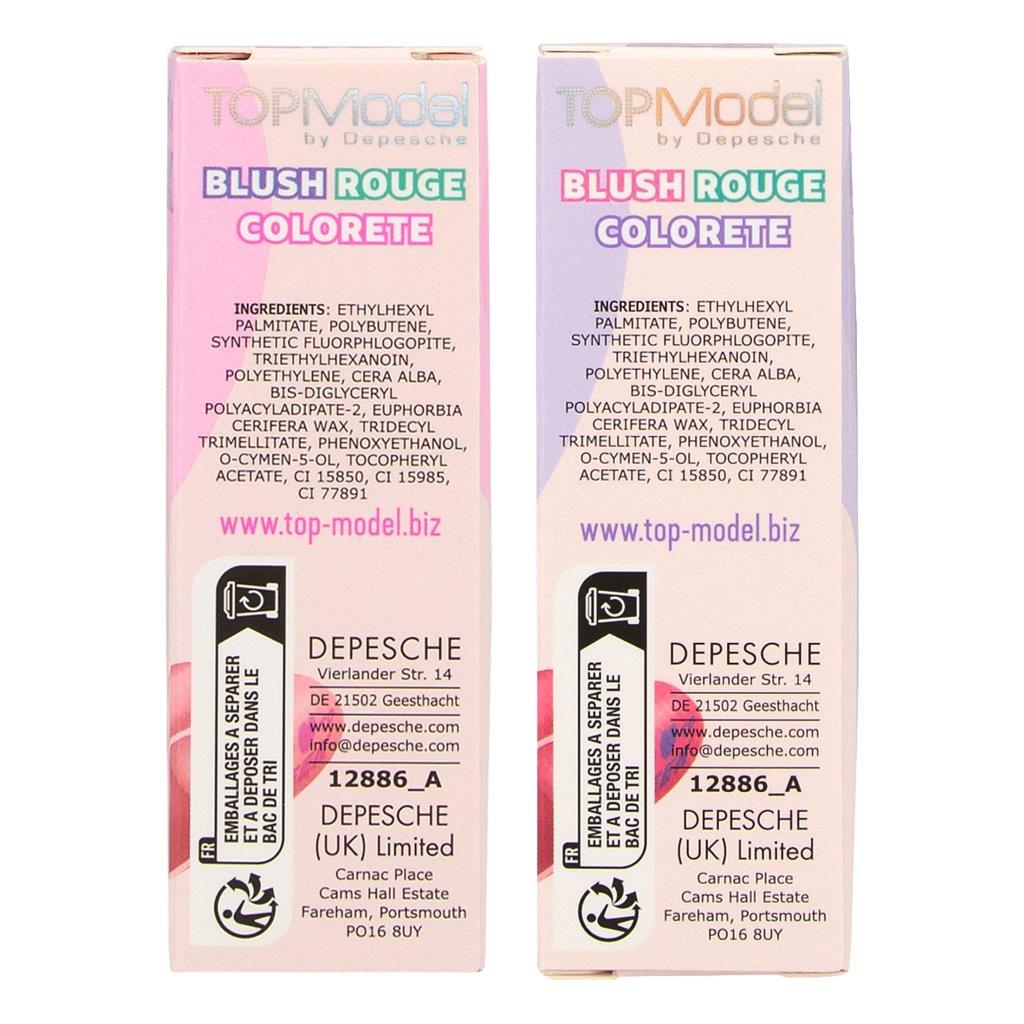 TOPModel
by Depesche
BLUSH ROUGE
COLORETE
INGREDIENTS: ETHYLHEXYL
PALMITATE, POLYBUTENE,
SYNTHETIC FLUORPHLOGOPITE,
TRIETHYLHEXANOIN,
POLYETHYLENE, CERA ALBA,
BIS-DIGLYCERYL
POLYACYLADIPATE-2, EUPHORBIA
CERIFERA WAX, TRIDECYL
TRIMELLITATE, PHENOXYETHANOL,
O-CYMEN-5-OL, TOCOPHERYL
ACETATE, CI 15850, CI 15985,
CI 77891
www.top-model.biz
FR
EMBALLAGES A SEPARER
ET A DEPOSER DANS LE
BAC DE TRI
DEPESCHE
Vierlander Str. 14
DE 21502 Geesthacht
www.depesche.com
info@depesche.com
12886_A
DEPESCHE
(UK) Limited
Carnac Place
Cams Hall Estate
Fareham, Portsmouth
PO16 8UY
TOPModel
by Depesche
BLUSH ROUGE
COLORETE
INGREDIENTS: ETHYLHEXYL
PALMITATE, POLYBUTENE,
SYNTHETIC FLUORPHLOGOPITE,
TRIETHYLHEXANOIN,
POLYETHYLENE, CERA ALBA,
BIS-DIGLYCERYL
POLYACYLADIPATE-2, EUPHORBIA
CERIFERA WAX, TRIDECYL
TRIMELLITATE, PHENOXYETHANOL,
O-CYMEN-5-OL, TOCOPHERYL
ACETATE, CI 15850, CI 77891
www.top-model.biz
FR
EMBALLAGES A SEPARER
ET A DEPOSER DANS LE
BAC DE TRI
DEPESCHE
Vierlander Str. 14
DE 21502 Geesthacht
www.depesche.com
info@depesche.com
12886_A
DEPESCHE
(UK) Limited
Carnac Place
Cams Hall Estate
Fareham, Portsmouth
PO16 8UY